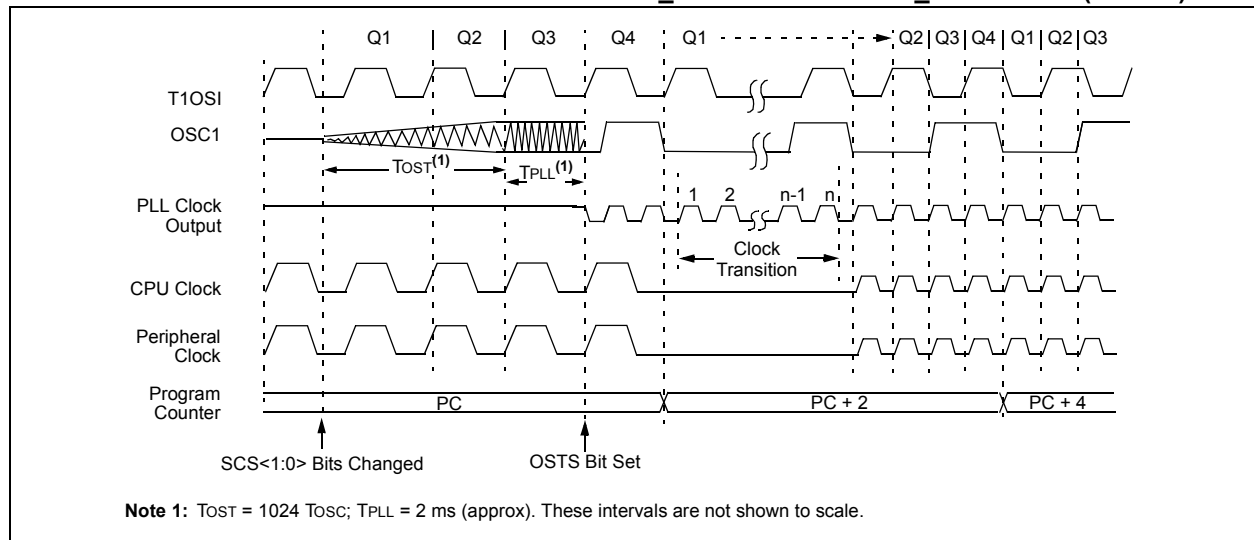 Q1 Q2 Q3 Q4 Q1 Q2 Q3 Q4 Q1 Q2 Q3
T1OSI
OSC1
TOST(1) TPLL(1)
PLL Clock
Output
1 2 n-1 n
Clock
Transition
CPU Clock
Peripheral
Clock
Program
Counter
PC PC + 2 PC + 4
SCS<1:0> Bits Changed OSTS Bit Set
Note 1: TOST = 1024 TOSC; TPLL = 2 ms (approx). These intervals are not shown to scale.